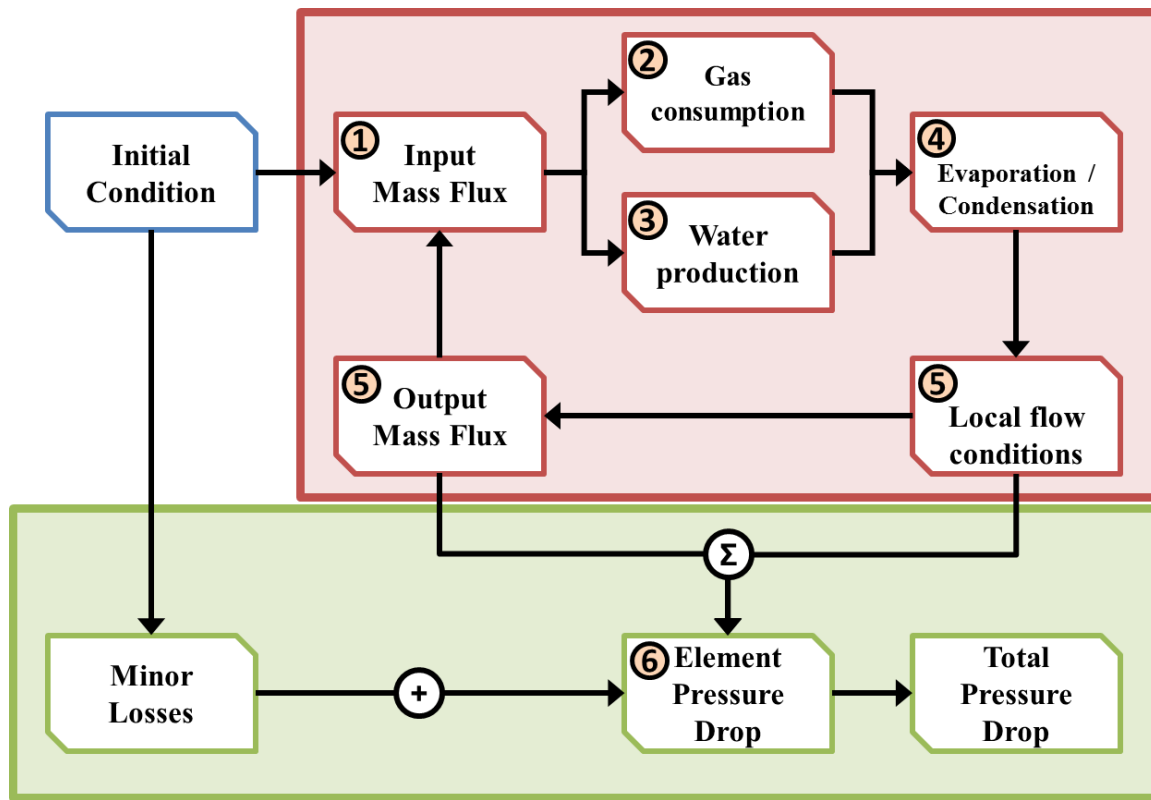 Initial
Condition
1
Input
Mass Flux
2
Gas
consumption
3
Water
production
4
Evaporation /
Condensation
5
Output
Mass Flux
5
Local flow
conditions
Σ
Minor
Losses
+
6
Element
Pressure
Drop
Total
Pressure
Drop